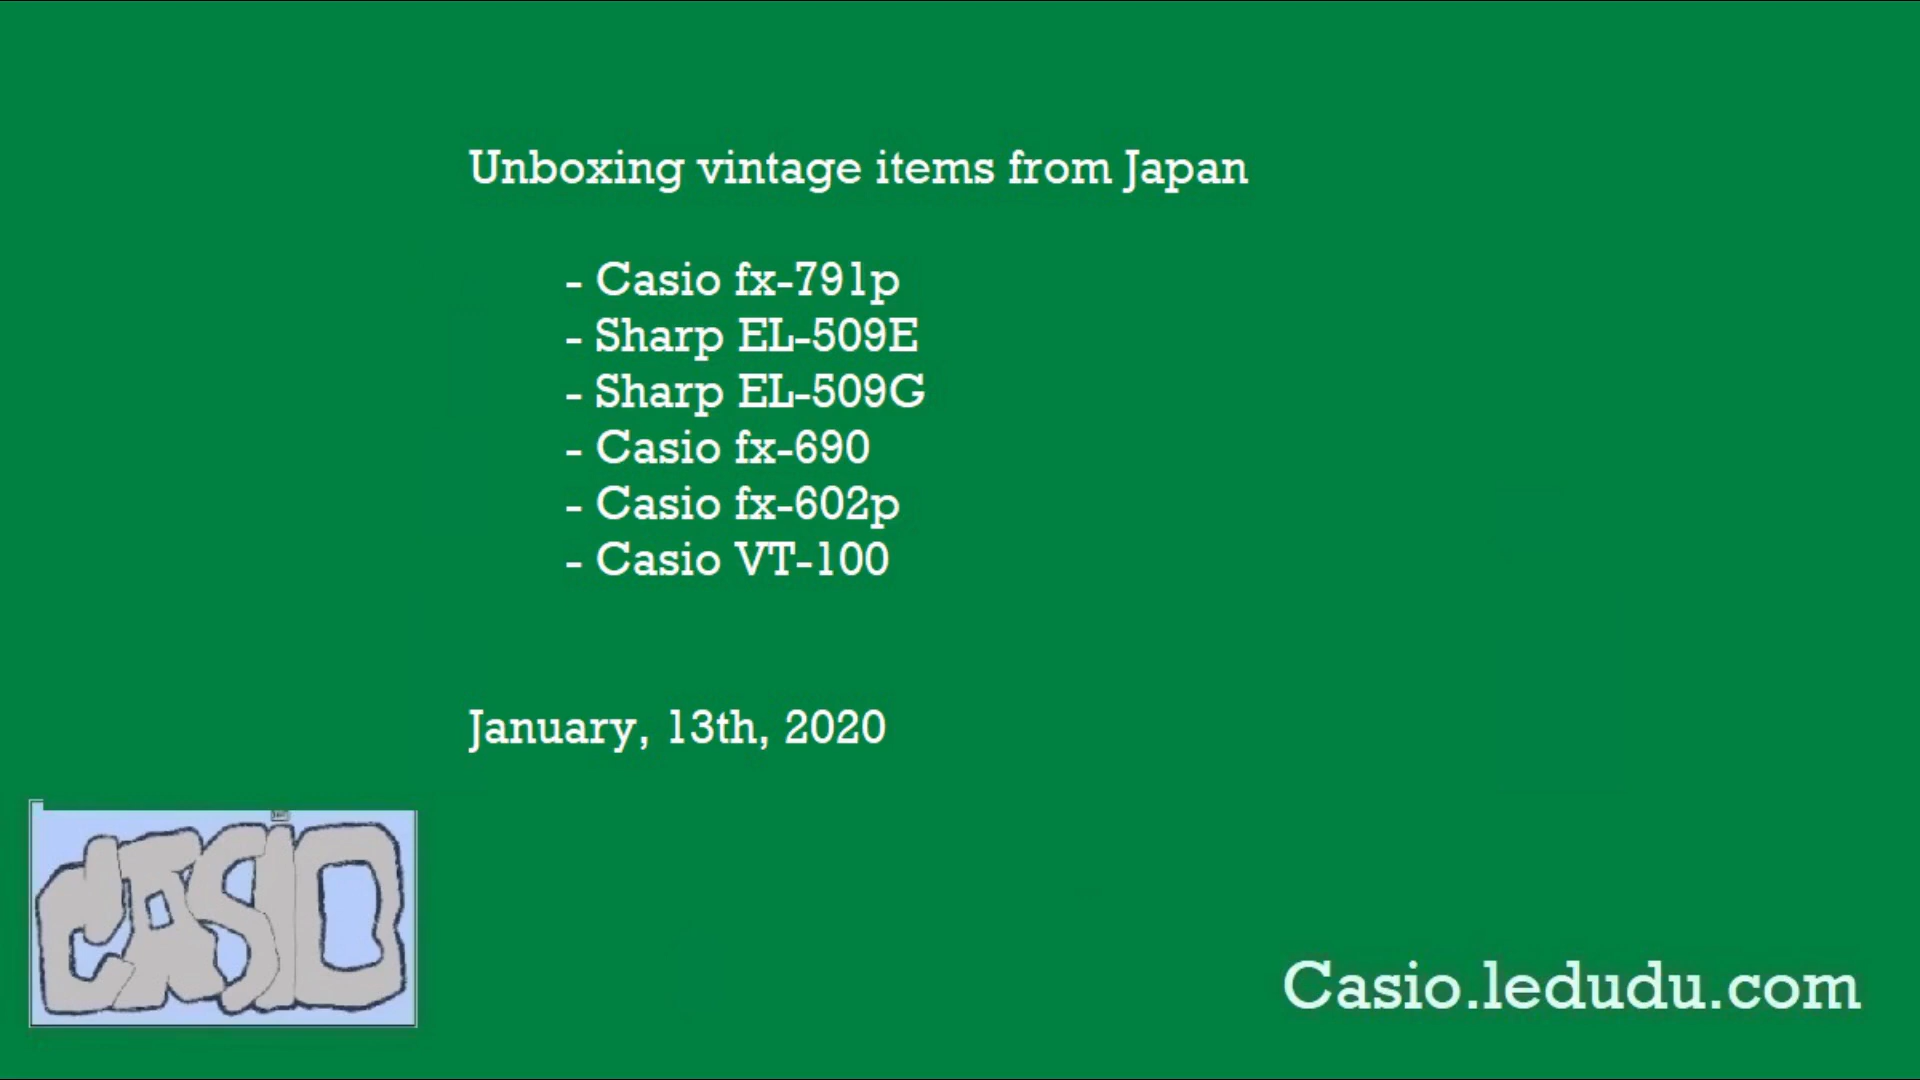 Unboxing vintage items from Japan
- Casio fx-791p
- Sharp EL-509E
- Sharp EL-509G
- Casio fx-690
- Casio fx-602p
- Casio VT-100
January, 13th, 2020
CASIO
Casio.ledudu.com